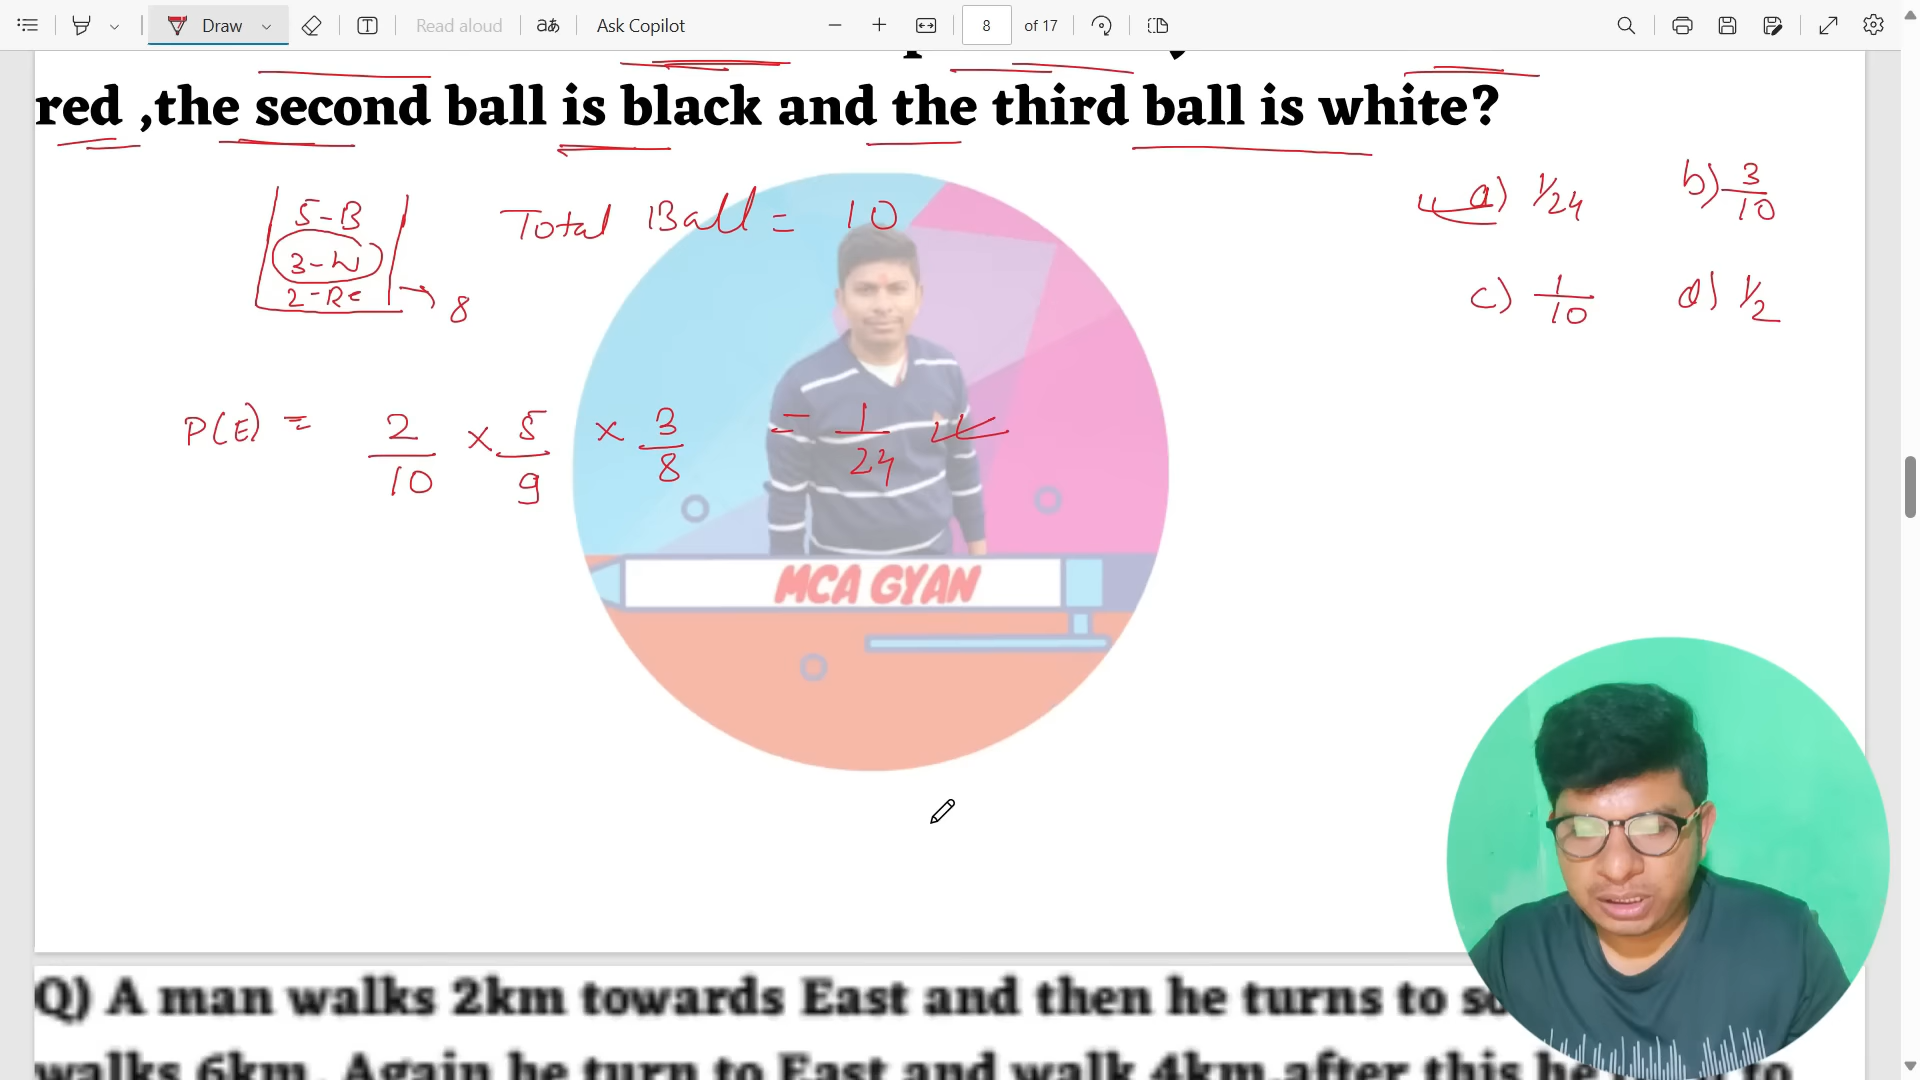 Draw
Read aloud
aあ
Ask Copilot
8
of 17
red ,the second ball is black and the third ball is white?
5-B
3-W
2-Re
8
Total Ball = 10
a) 1/24
b) 3/10
c) 1/10
d) 1/2
P(E) = 2/10 × 5/9 × 3/8 = 1/24
MCA GYAN
Q) A man walks 2km towards East and then he turns to
walks 6km. Again he turn to East and walk 4km.after this he
to